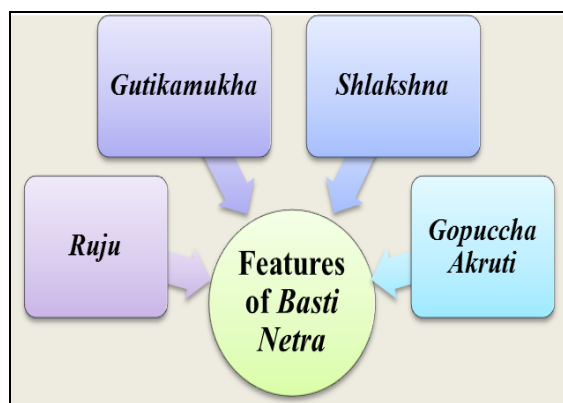 Gutikamukha
Shlakshna
Ruju
Gopuccha
Akruti
Features
of Basti
Netra